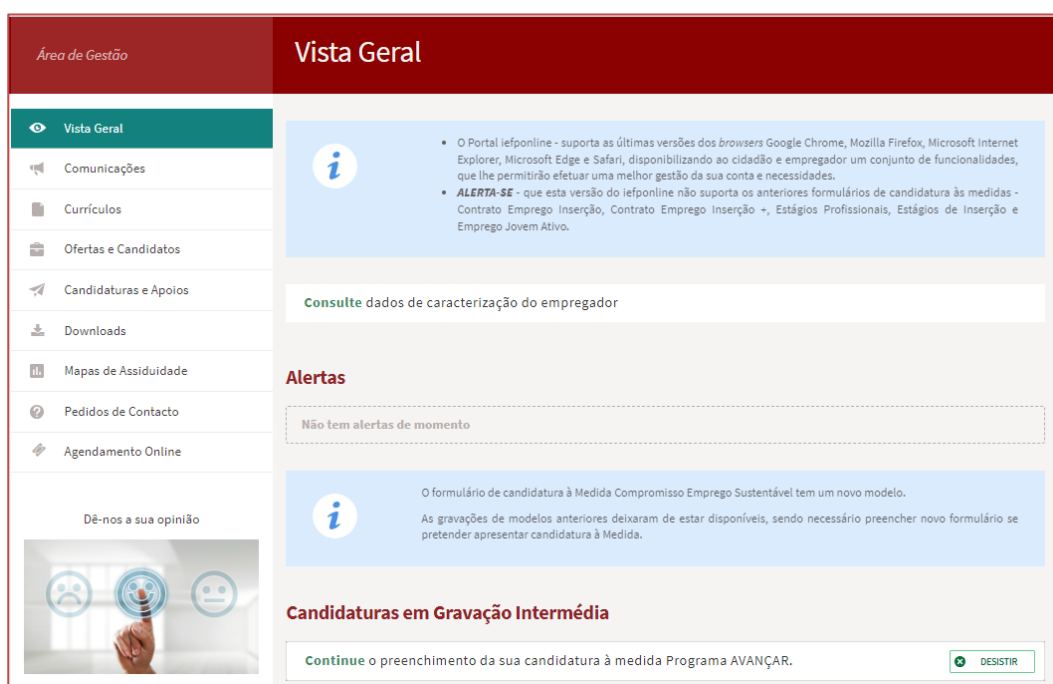 Área de Gestão
Vista Geral
Vista Geral
Comunicações
Currículos
Ofertas e Candidatos
Candidaturas e Apoios
Downloads
Mapas de Assiduidade
Pedidos de Contacto
Agendamento Online
Dê-nos a sua opinião
• O Portal iefponline - suporta as últimas versões dos browsers Google Chrome, Mozilla Firefox, Microsoft Internet
Explorer, Microsoft Edge e Safari, disponibilizando ao cidadão e empregador um conjunto de funcionalidades,
que lhe permitirão efetuar uma melhor gestão da sua conta e necessidades.
• ALERTA-SE - que esta versão do iefponline não suporta os anteriores formulários de candidatura às medidas -
Contrato Emprego Inserção, Contrato Emprego Inserção +, Estágios Profissionais, Estágios de Inserção e
Emprego Jovem Ativo.
Consulte dados de caracterização do empregador
Alertas
Não tem alertas de momento
O formulário de candidatura à Medida Compromisso Emprego Sustentável tem um novo modelo.
As gravações de modelos anteriores deixaram de estar disponíveis, sendo necessário preencher novo formulário se
pretender apresentar candidatura à Medida.
Candidaturas em Gravação Intermédia
Continue o preenchimento da sua candidatura à medida Programa AVANÇAR.
DESISTIR